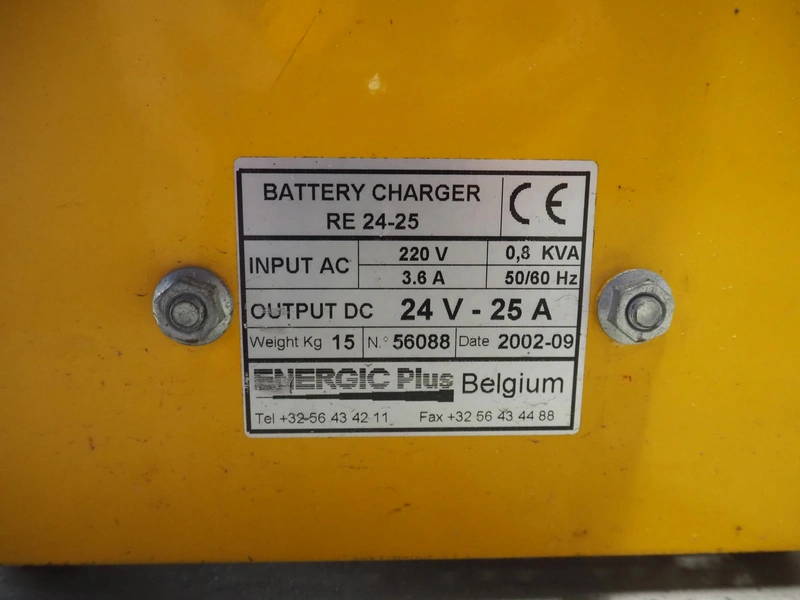 BATTERY CHARGER
RE 24-25
CE
INPUT AC
220 V
0,8 KVA
3.6 A
50/60 Hz
OUTPUT DC 24 V - 25 A
Weight Kg 15 N.° 56088 Date 2002-09
ENERGIC Plus Belgium
Tel +32-56 43 42 11 Fax +32 56 43 44 88